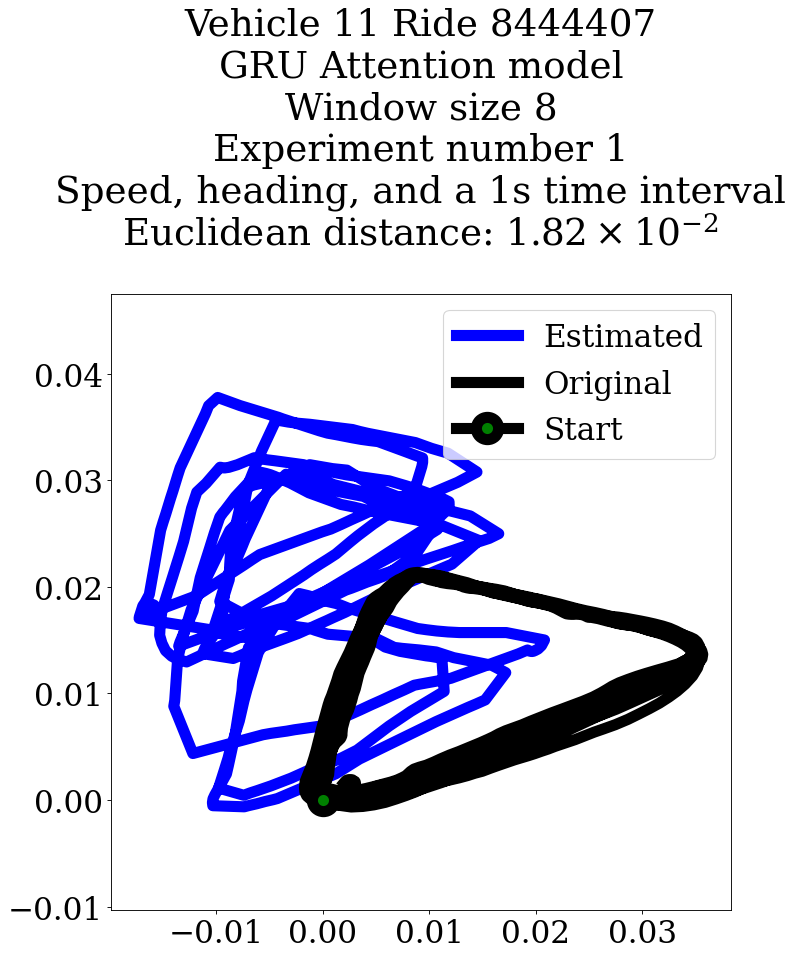 Vehicle 11 Ride 8444407
GRU Attention model
Window size 8
Experiment number 1
Speed, heading, and a 1s time interval
Euclidean distance: 1.82 × 10⁻²
Estimated
Original
Start
0.04
0.03
0.02
0.01
0.00
−0.01
−0.01 0.00 0.01 0.02 0.03